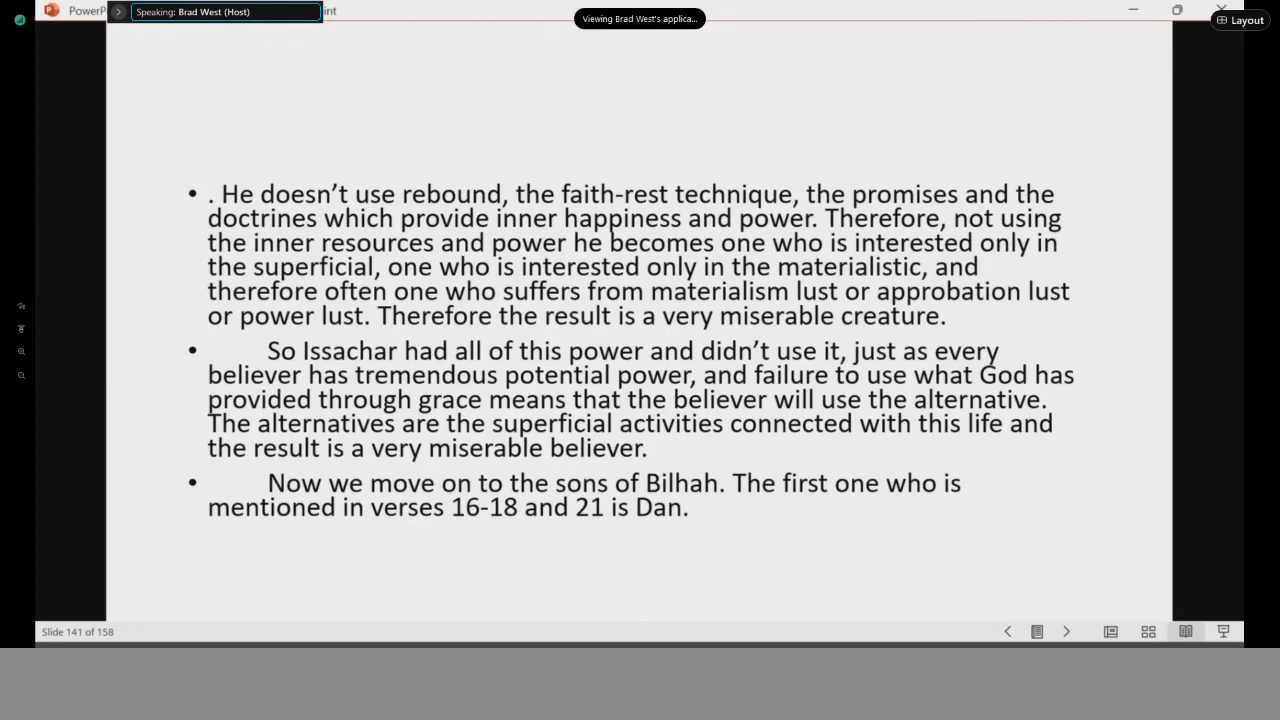 PowerP
Speaking: Brad West (Host)
int
Viewing Brad West's applica...
Layout
• . He doesn’t use rebound, the faith-rest technique, the promises and the
doctrines which provide inner happiness and power. Therefore, not using
the inner resources and power he becomes one who is interested only in
the superficial, one who is interested only in the materialistic, and
therefore often one who suffers from materialism lust or approbation lust
or power lust. Therefore the result is a very miserable creature.
• So Issachar had all of this power and didn’t use it, just as every
believer has tremendous potential power, and failure to use what God has
provided through grace means that the believer will use the alternative.
The alternatives are the superficial activities connected with this life and
the result is a very miserable believer.
• Now we move on to the sons of Bilhah. The first one who is
mentioned in verses 16-18 and 21 is Dan.
Slide 141 of 158